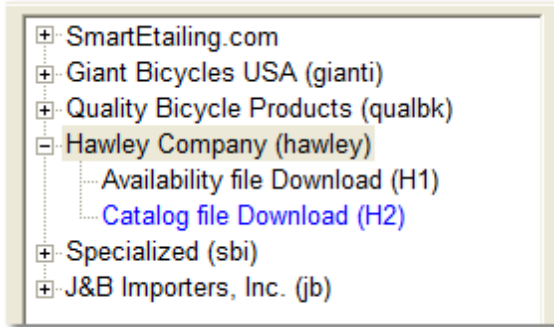 SmartEtailing.com
Giant Bicycles USA (gianti)
Quality Bicycle Products (qualbk)
Hawley Company (hawley)
Availability file Download (H1)
Catalog file Download (H2)
Specialized (sbi)
J&B Importers, Inc. (jb)